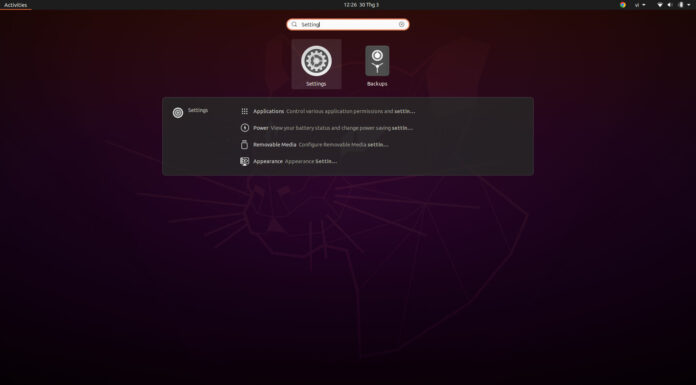 Activities
12:26 30 Thg 3
vi
Setting
Settings
Backups
Settings
Applications Control various application permissions and settin...
Power View your battery status and change power saving settin...
Removable Media Configure Removable Media settin...
Appearance Appearance Settin...